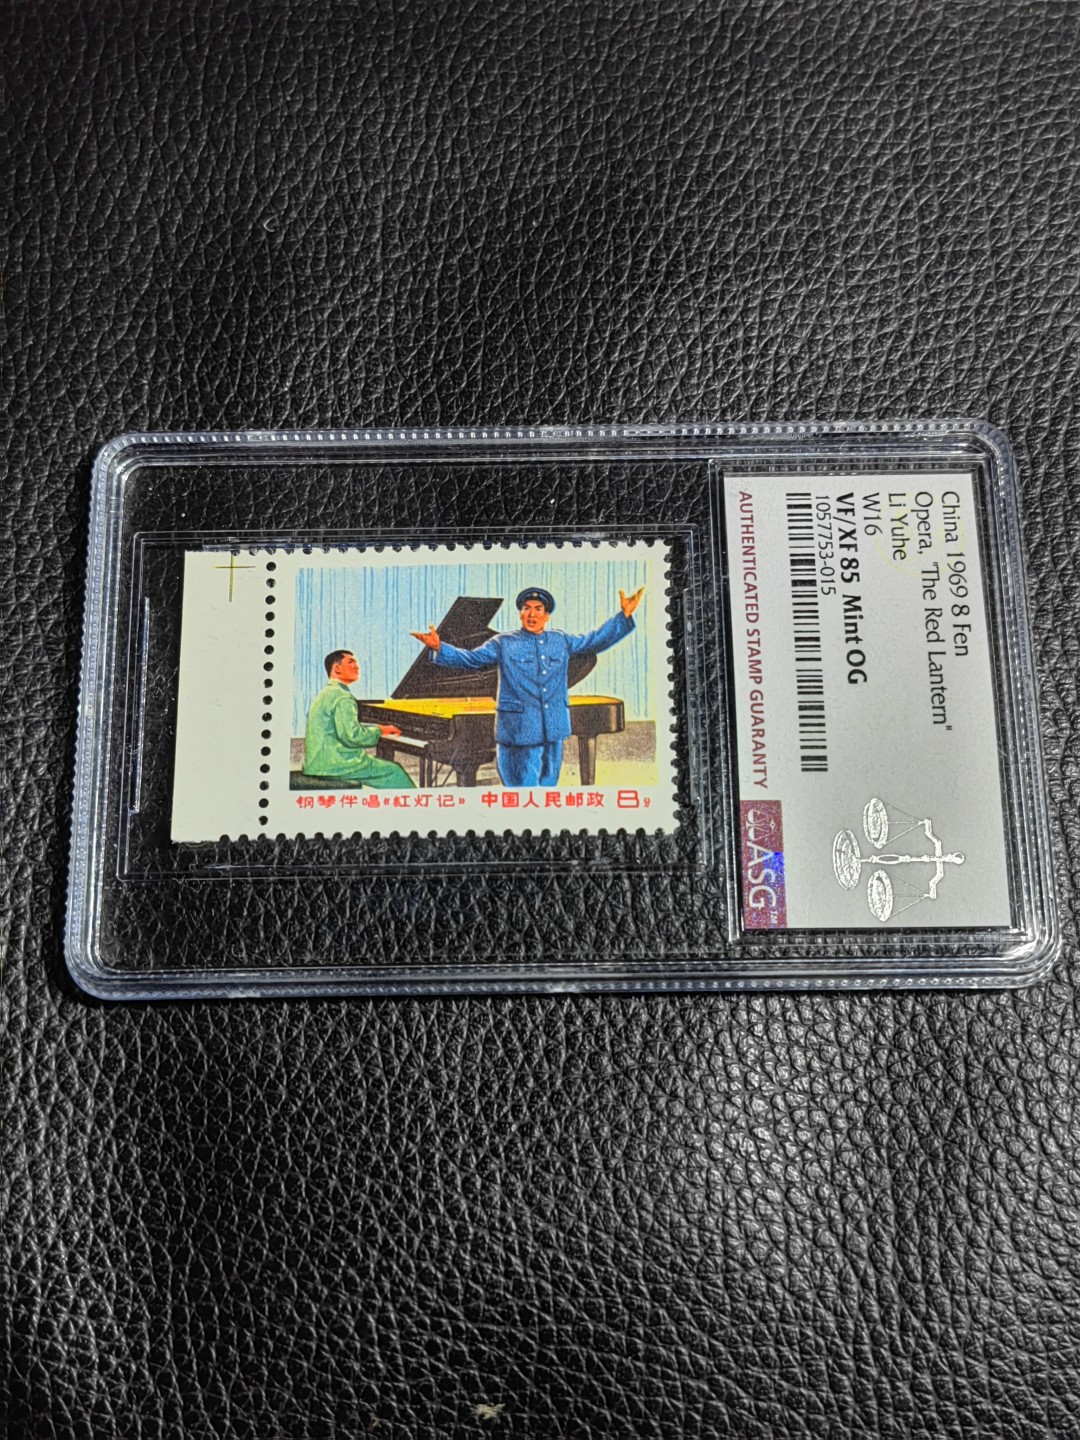 钢琴伴唱《红灯记》 中国人民邮政 8分
China 1969 8 Fen
Opera, "The Red Lantern"
Li Yuhe
W16
VF/XF 85 Mint OG
1057753-015
AUTHENTICATED STAMP GUARANTY
ASG™